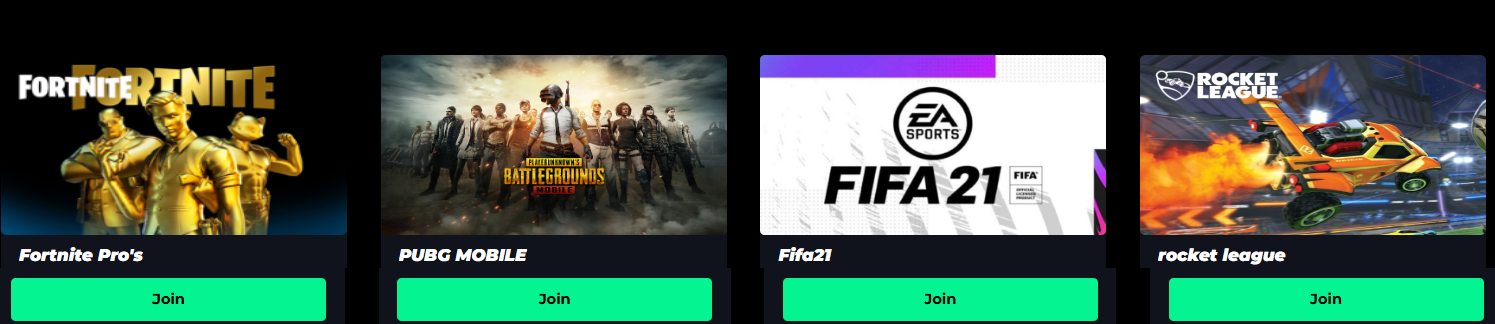 FORTNITE FORTNITE
PLAYERUNKNOWN'S
BATTLEGROUNDS
MOBILE
EA
SPORTS
FIFA 21
FIFA
OFFICIAL
LICENSED
PRODUCT
ROCKET
LEAGUE
Fortnite Pro's
PUBG MOBILE
Fifa21
rocket league
Join
Join
Join
Join